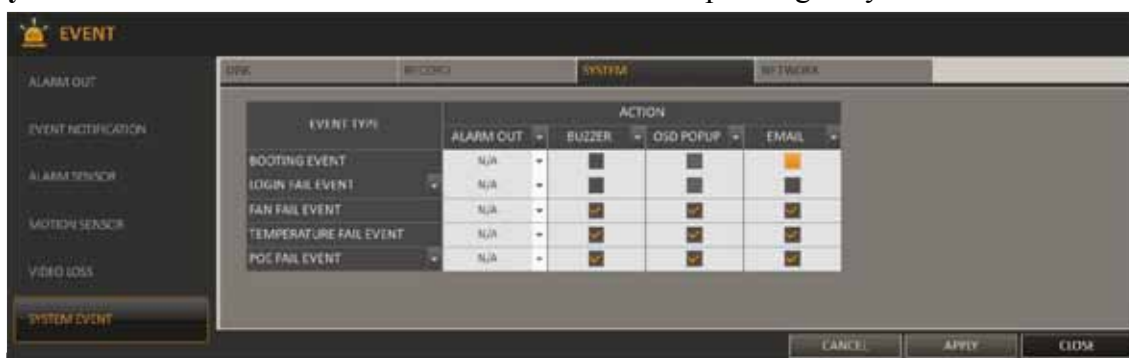 EVENT
ALARM OUT
EVENT NOTIFICATION
ALARM SENSOR
MOTION SENSOR
VIDEO LOSS
SYSTEM EVENT
DISK RECORD SYSTEM NETWORK
EVENT TYPE ACTION
ALARM OUT BUZZER OSD POPUP EMAIL
BOOTING EVENT N/A
LOGIN FAIL EVENT N/A
FAN FAIL EVENT N/A
TEMPERATURE FAIL EVENT N/A
POE FAIL EVENT N/A
CANCEL APPLY CLOSE